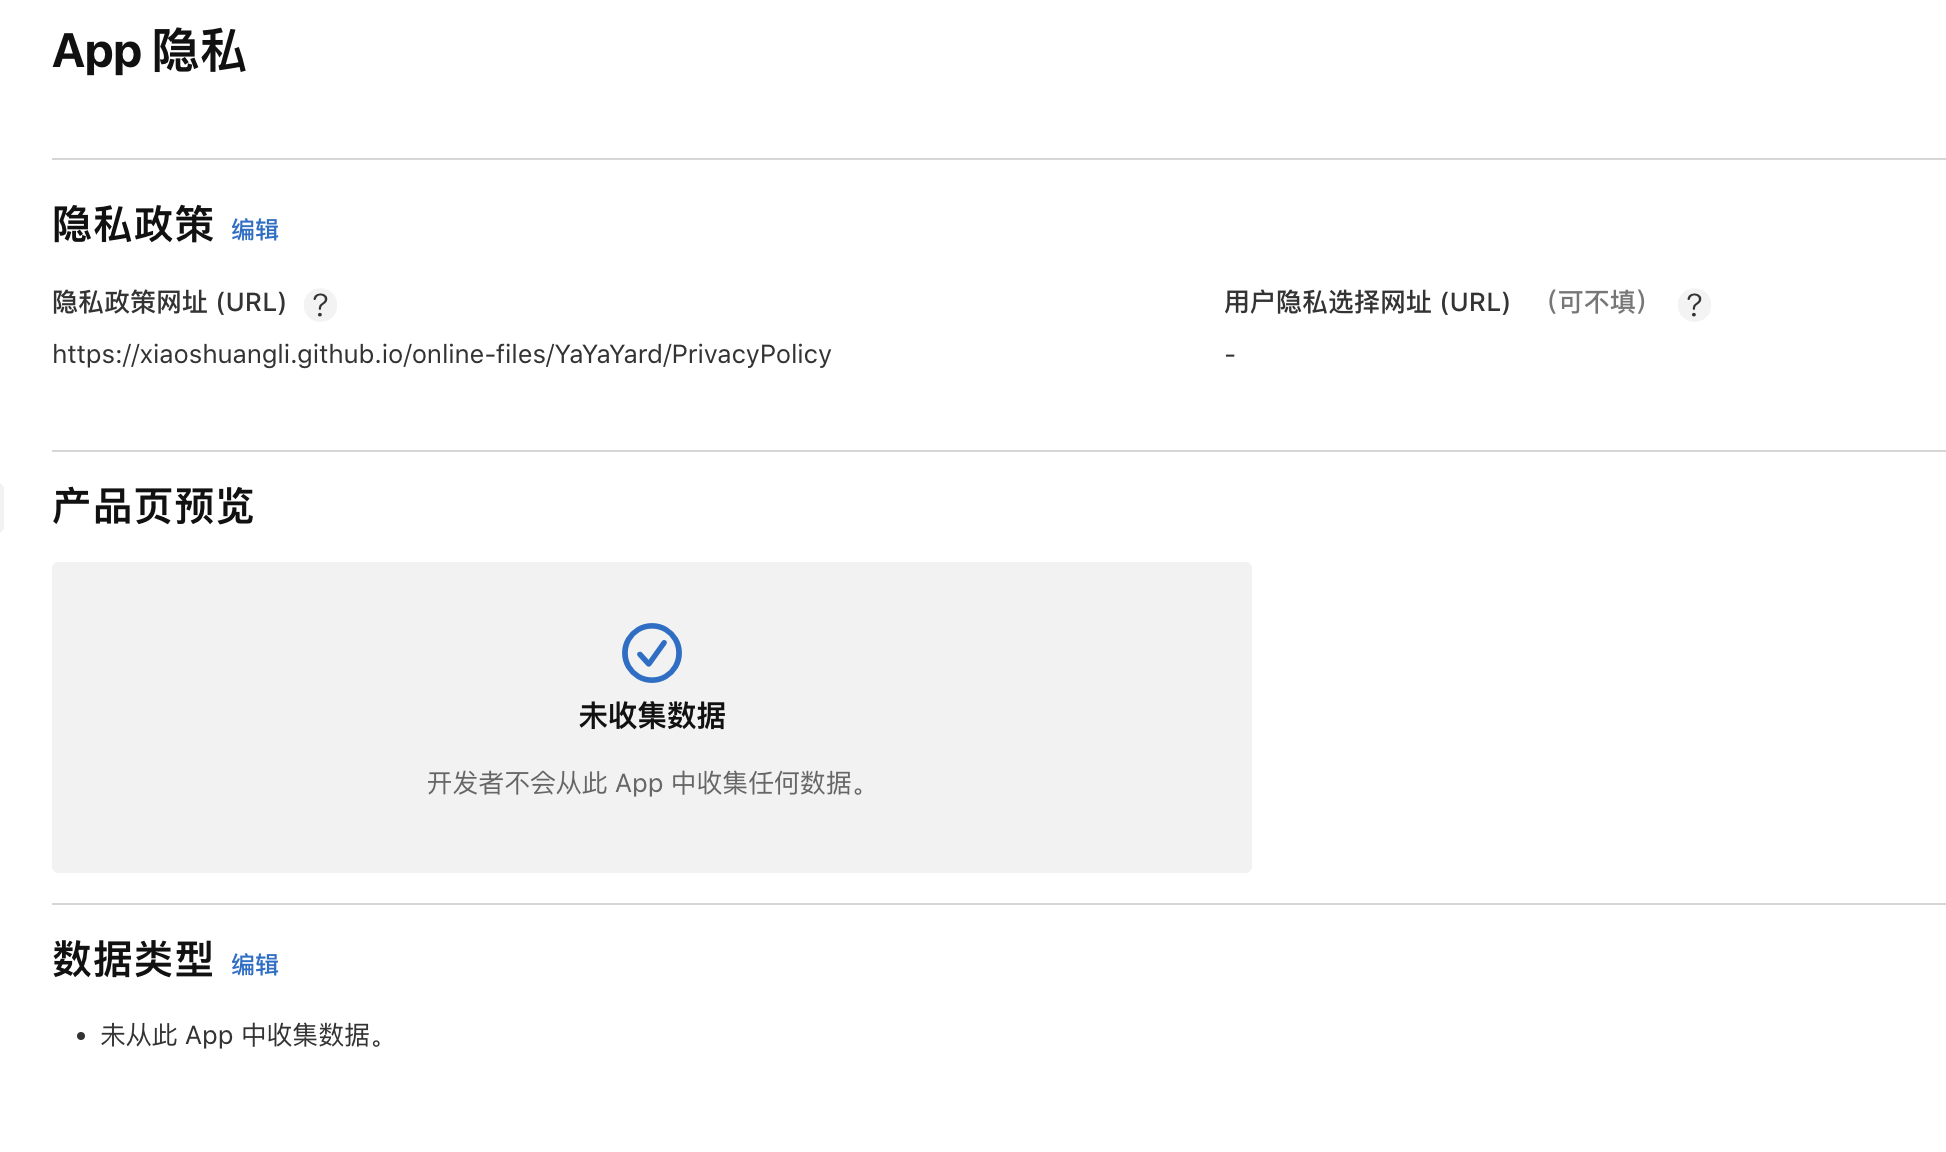 App 隐私
隐私政策 编辑
隐私政策网址 (URL) ?
用户隐私选择网址 (URL) （可不填） ?
https://xiaoshuangli.github.io/online-files/YaYaYard/PrivacyPolicy
-
产品页预览
未收集数据
开发者不会从此 App 中收集任何数据。
数据类型 编辑
• 未从此 App 中收集数据。